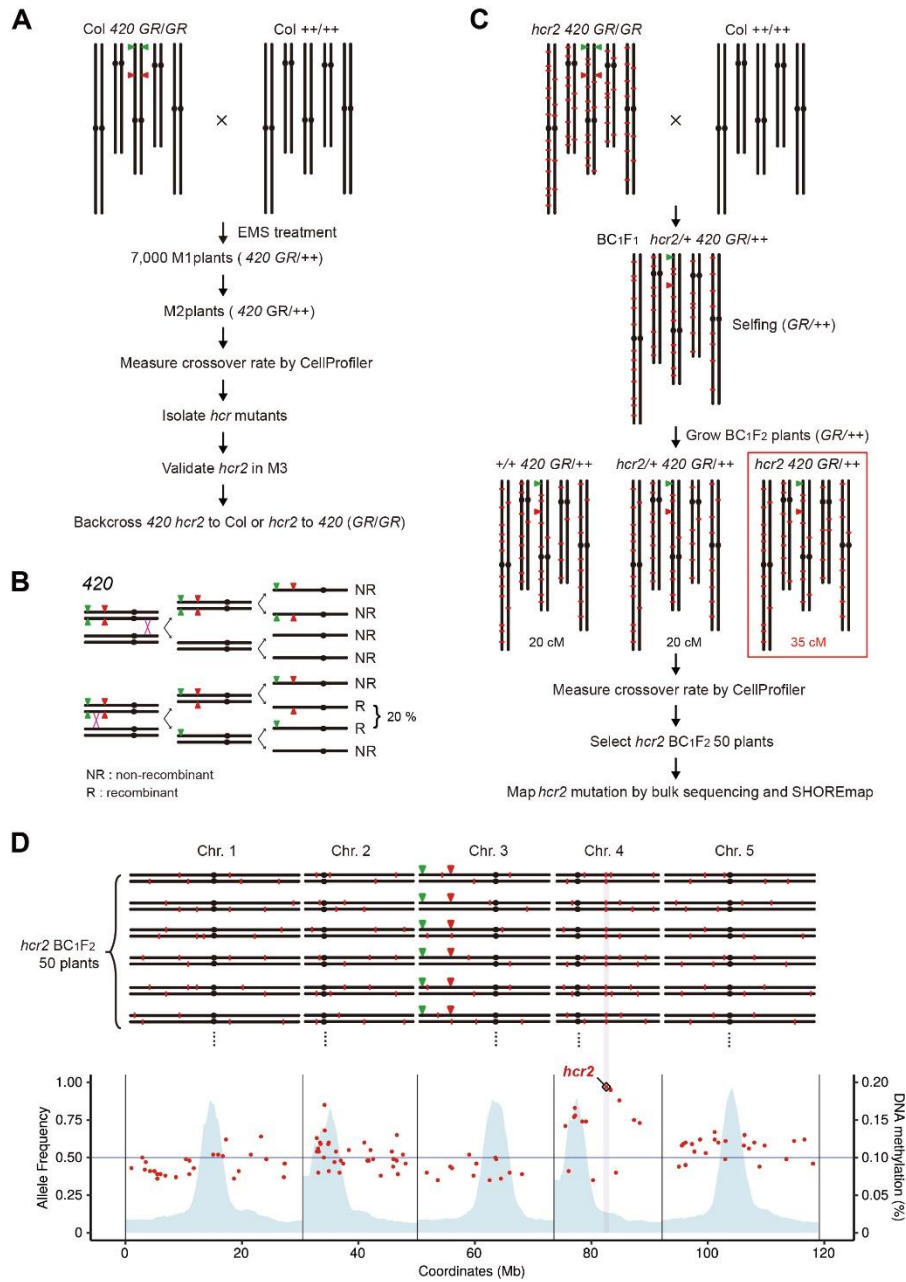 A
Col 420 GR/GR
Col ++/++
×
EMS treatment
7,000 M1plants ( 420 GR/++)
M2plants ( 420 GR/++)
Measure crossover rate by CellProfiler
Isolate hcr mutants
Validate hcr2 in M3
Backcross 420 hcr2 to Col or hcr2 to 420 (GR/GR)
B
420
NR
NR
NR
NR
NR
R
R
20 %
NR
NR : non-recombinant
R : recombinant
C
hcr2 420 GR/GR
Col ++/++
×
BC1F1 hcr2/+ 420 GR/++
Selfing (GR/++)
Grow BC1F2 plants (GR/++)
+/+ 420 GR/++
hcr2/+ 420 GR/++
hcr2 420 GR/++
20 cM
20 cM
35 cM
Measure crossover rate by CellProfiler
Select hcr2 BC1F2 50 plants
Map hcr2 mutation by bulk sequencing and SHOREmap
D
Chr. 1
Chr. 2
Chr. 3
Chr. 4
Chr. 5
hcr2 BC1F2
50 plants
hcr2
Allele Frequency
1.00
0.75
0.50
0.25
0
DNA methylation (%)
0.20
0.15
0.10
0.05
0
0
20
40
60
80
100
120
Coordinates (Mb)